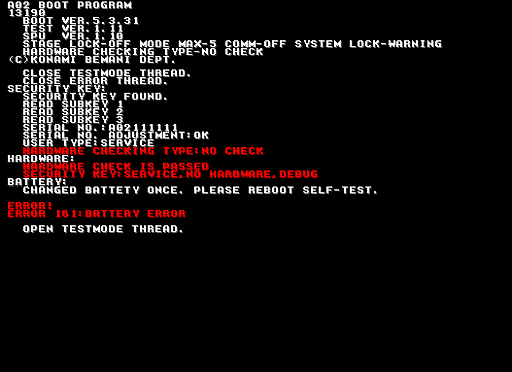 A02 BOOT PROGRAM
13190
BOOT VER.5.3.31
TEST VER.1.11
SPU  VER.1.10
STAGE LOCK-OFF MODE MAX-5 COMM-OFF SYSTEM LOCK-WARNING
HARDWARE CHECKING TYPE-NO CHECK
(C)KONAMI BEMANI DEPT.
CLOSE TESTMODE THREAD.
CLOSE ERROR THREAD.
SECURITY KEY:
SECURITY KEY FOUND.
READ SUBKEY 1
READ SUBKEY 2
READ SUBKEY 3
SERIAL NO.:A02111111
SERIAL NO. ADJUSTMENT:OK
USER TYPE:SERVICE
HARDWARE CHECKING TYPE:NO CHECK
HARDWARE:
HARDWARE CHECK IS PASSED
SECURITY KEY:SERVICE,NO HARDWARE,DEBUG
BATTERY:
CHANGED BATTETY ONCE. PLEASE REBOOT SELF-TEST.
ERROR!
ERROR 16]:BATTERY ERROR
OPEN TESTMODE THREAD.